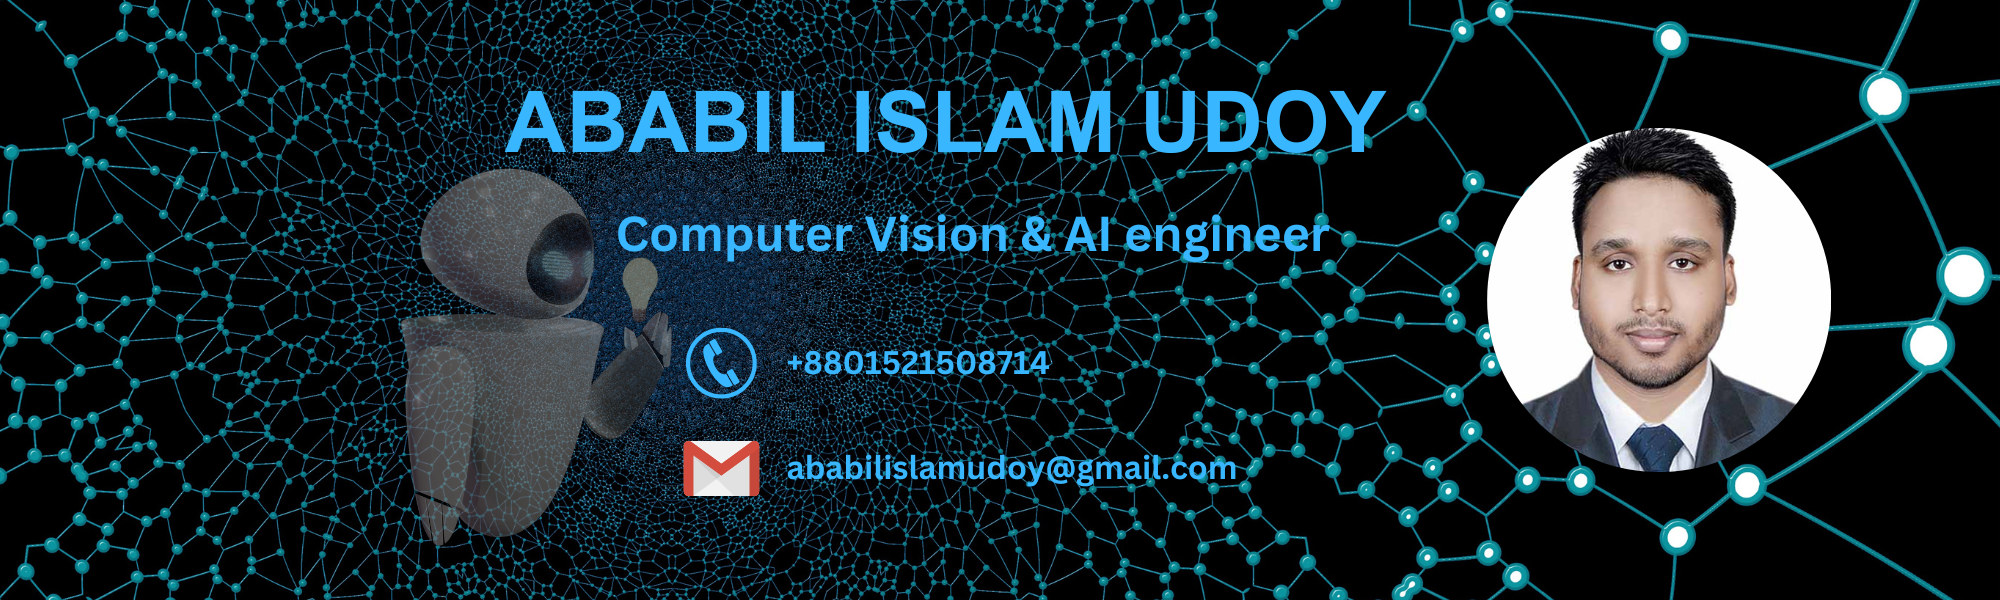 ABABIL ISLAM UDOY
Computer Vision & AI engineer
+8801521508714
ababilislamudoy@gmail.com